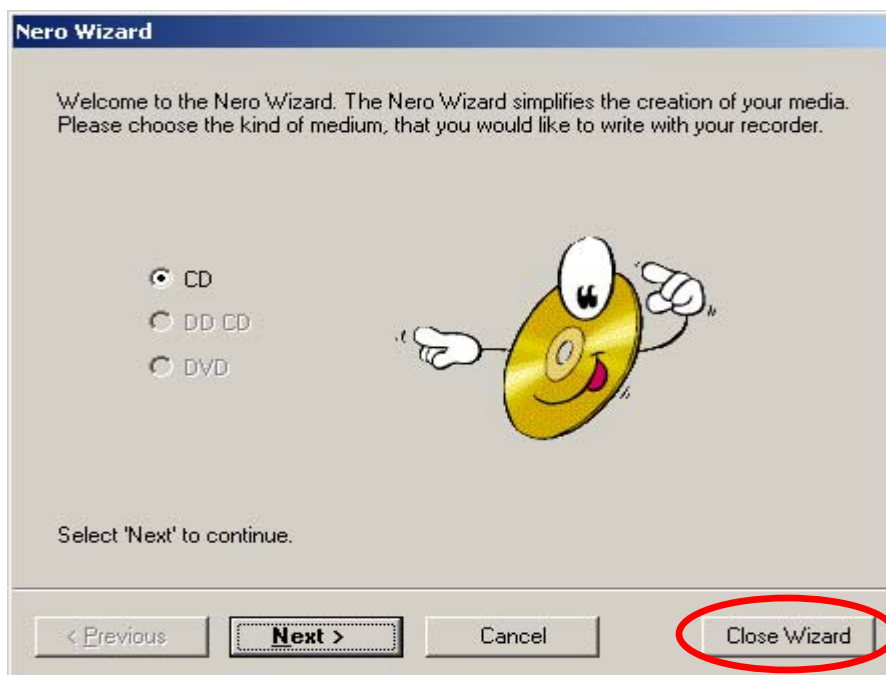 Nero Wizard
Welcome to the Nero Wizard. The Nero Wizard simplifies the creation of your media.
Please choose the kind of medium, that you would like to write with your recorder.
CD
DD CD
DVD
Select 'Next' to continue.
< Previous Next > Cancel Close Wizard